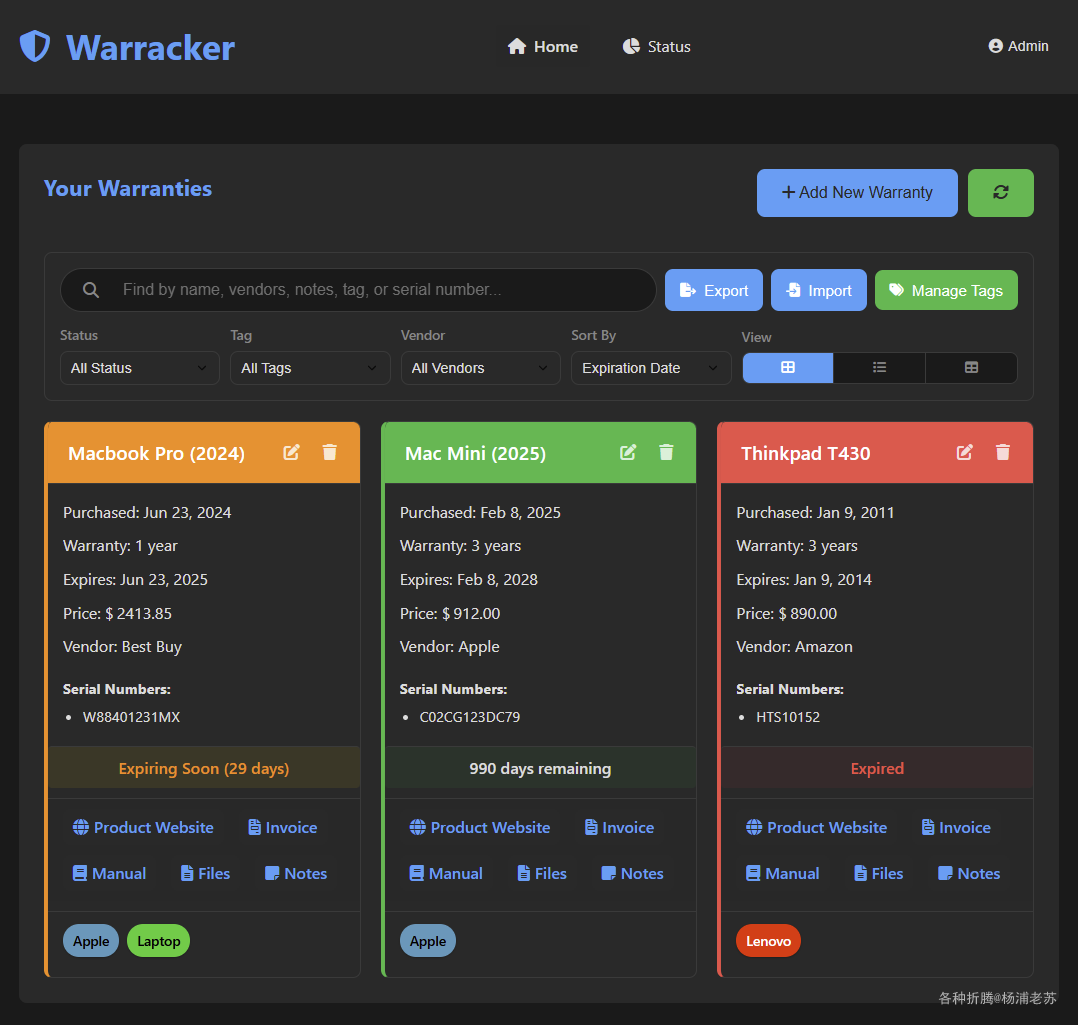 Warracker
Home
Status
Admin
Your Warranties
+ Add New Warranty
Find by name, vendors, notes, tag, or serial number...
Export
Import
Manage Tags
Status
Tag
Vendor
Sort By
View
All Status
All Tags
All Vendors
Expiration Date
Macbook Pro (2024)
Purchased: Jun 23, 2024
Warranty: 1 year
Expires: Jun 23, 2025
Price: $ 2413.85
Vendor: Best Buy
Serial Numbers:
• W88401231MX
Expiring Soon (29 days)
Product Website
Invoice
Manual
Files
Notes
Apple
Laptop
Mac Mini (2025)
Purchased: Feb 8, 2025
Warranty: 3 years
Expires: Feb 8, 2028
Price: $ 912.00
Vendor: Apple
Serial Numbers:
• C02CG123DC79
990 days remaining
Product Website
Invoice
Manual
Files
Notes
Apple
Thinkpad T430
Purchased: Jan 9, 2011
Warranty: 3 years
Expires: Jan 9, 2014
Price: $ 890.00
Vendor: Amazon
Serial Numbers:
• HTS10152
Expired
Product Website
Invoice
Manual
Files
Notes
Lenovo
各种折腾@杨浦老苏